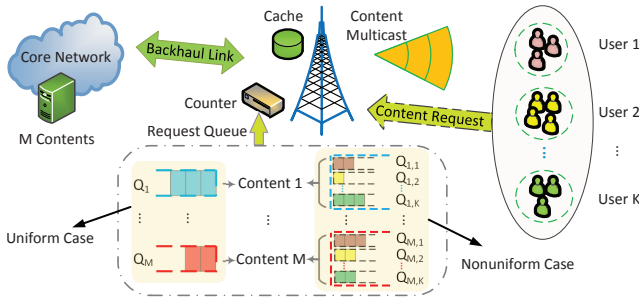 Cache
Content
Multicast
Core Network
Backhaul Link
User 1
Counter
M Contents
Request Queue
Content Request
User 2
...
...
User K
Q1
Content 1
Q1,1
Q1,2
Q1,K
...
...
...
Uniform Case
QM
Content M
QM,1
QM,2
QM,K
Nonuniform Case